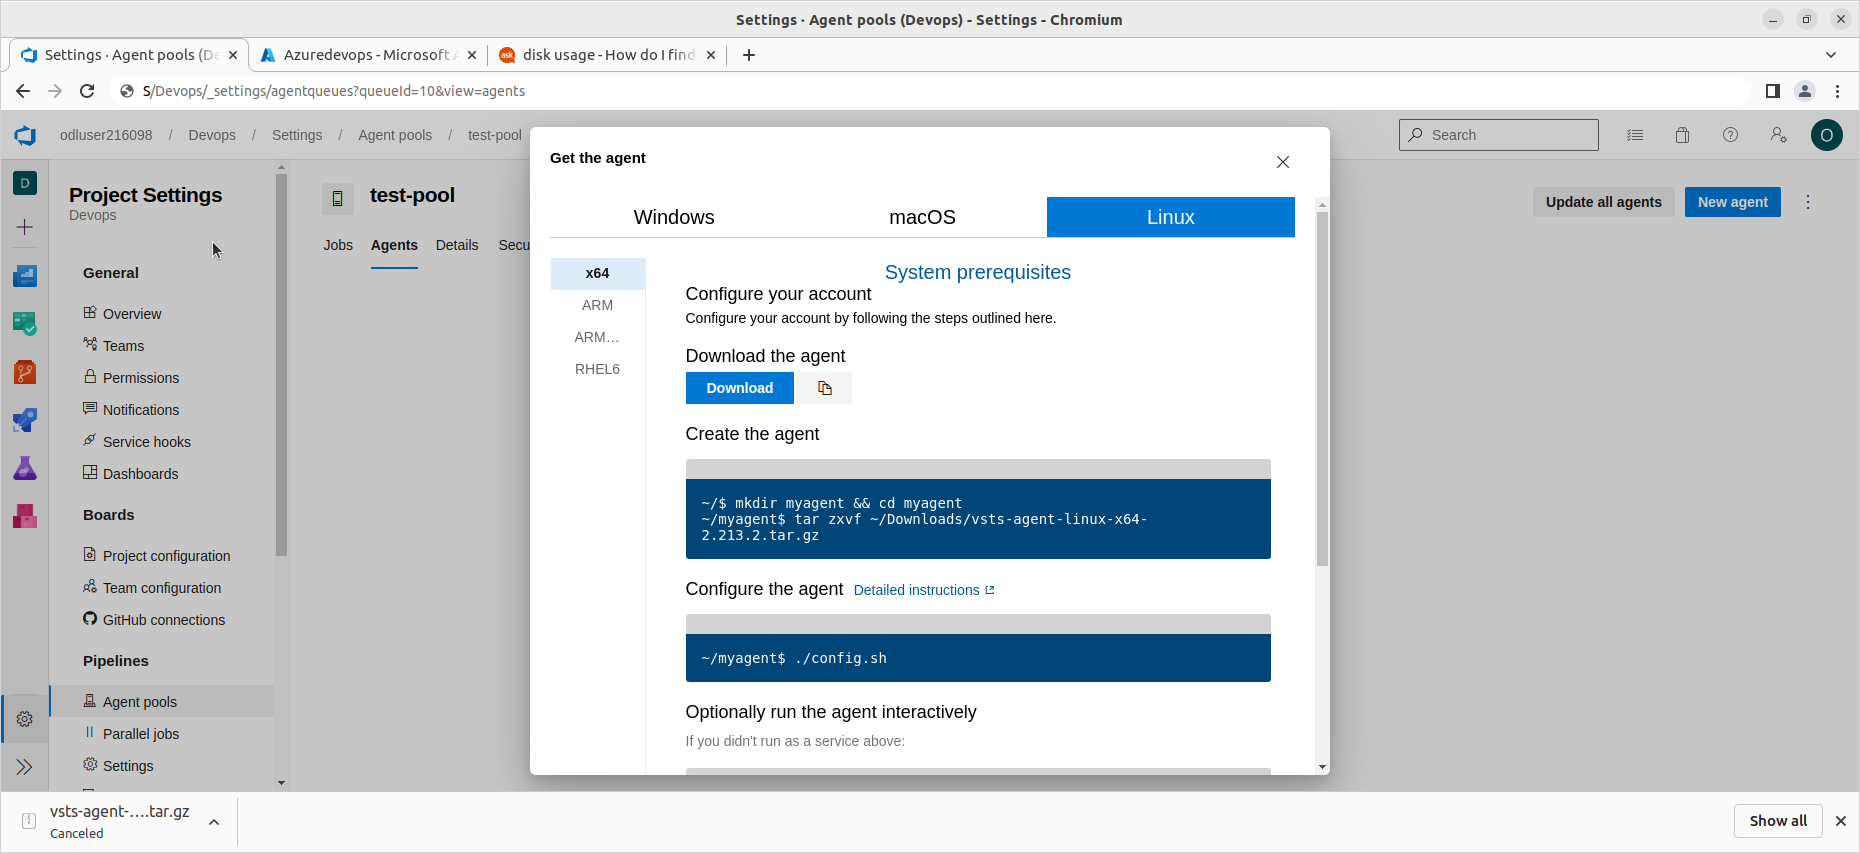 Settings · Agent pools (Devops) - Settings - Chromium
Settings · Agent pools (De
Azuredevops - Microsoft A
ask
disk usage - How do I find
S/Devops/_settings/agentqueues?queueId=10&view=agents
odluser216098 / Devops / Settings / Agent pools / test-pool
Search
O
D
Project Settings
Devops
General
Overview
Teams
Permissions
Notifications
Service hooks
Dashboards
Boards
Project configuration
Team configuration
GitHub connections
Pipelines
Agent pools
Parallel jobs
Settings
test-pool
Update all agents
New agent
Jobs
Agents
Details
Secu
Get the agent
Windows
macOS
Linux
x64
ARM
ARM...
RHEL6
System prerequisites
Configure your account
Configure your account by following the steps outlined here.
Download the agent
Download
Create the agent
~/$ mkdir myagent && cd myagent
~/myagent$ tar zxvf ~/Downloads/vsts-agent-linux-x64-
2.213.2.tar.gz
Configure the agent Detailed instructions
~/myagent$ ./config.sh
Optionally run the agent interactively
If you didn't run as a service above:
vsts-agent-....tar.gz
Canceled
Show all